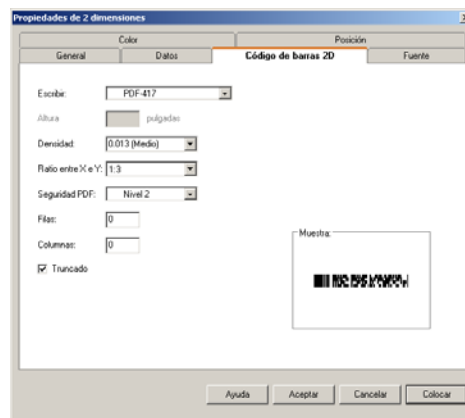 Propiedades de 2 dimensiones
Color Posición
General Datos Código de barras 2D Fuente
Escribir: PDF-417
Altura pulgadas
Densidad: 0.013 (Medio)
Ratio entre X e Y: 1:3
Seguridad PDF: Nivel 2
Filas: 0
Columnas: 0
Truncado
Muestra:
Ayuda Aceptar Cancelar Colocar